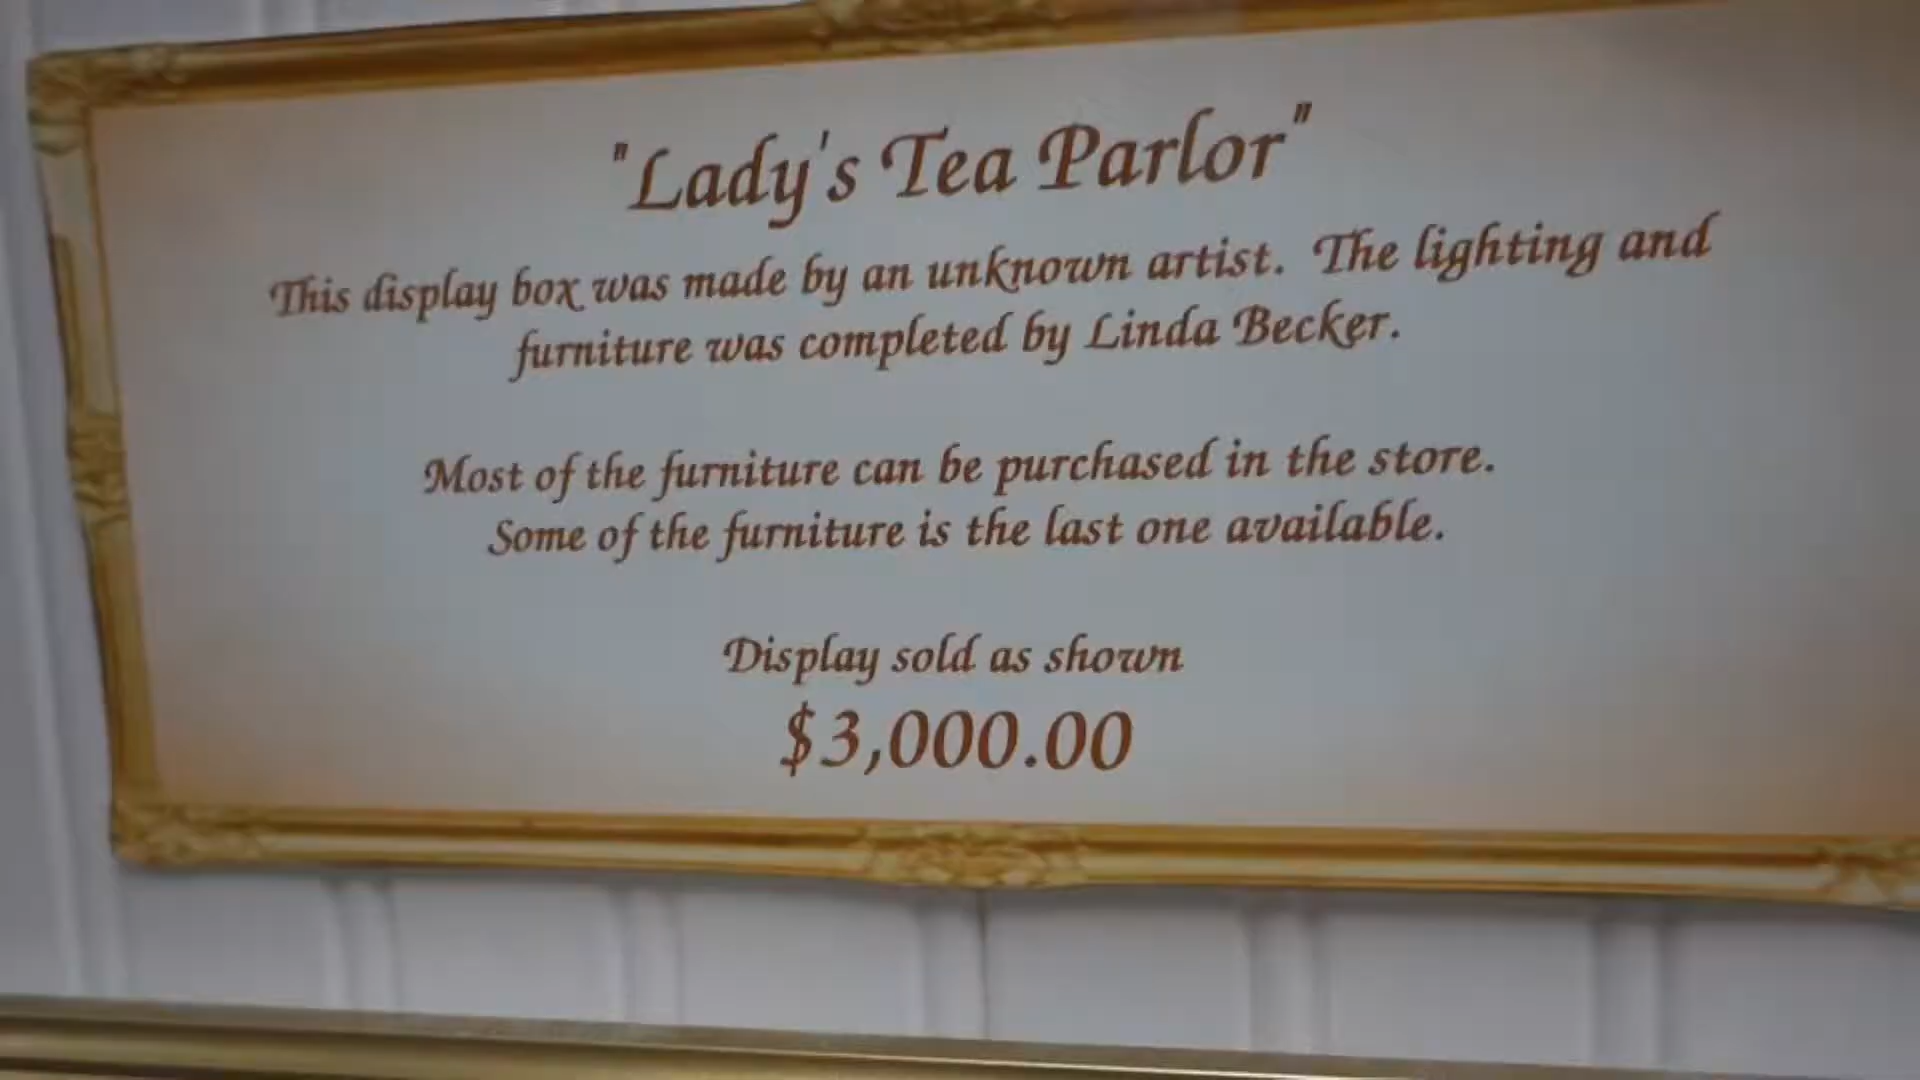 "Lady's Tea Parlor"
This display box was made by an unknown artist. The lighting and
furniture was completed by Linda Becker.
Most of the furniture can be purchased in the store.
Some of the furniture is the last one available.
Display sold as shown
$3,000.00